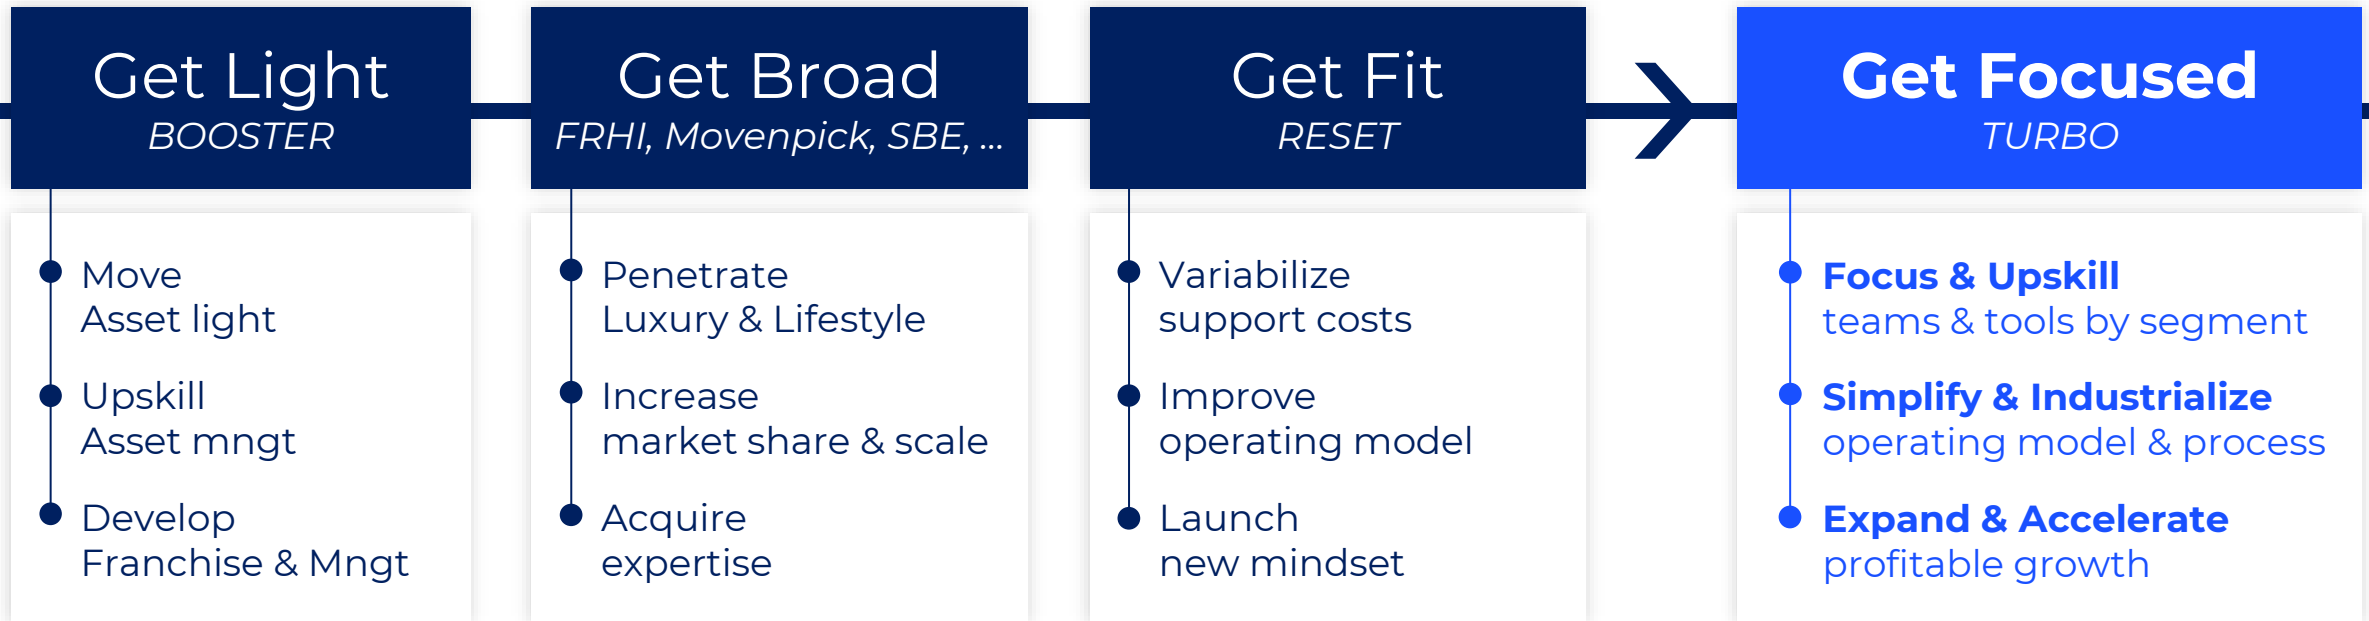 Get Light
BOOSTER
Move
Asset light
Upskill
Asset mngt
Develop
Franchise & Mngt
Get Broad
FRHI, Movenpick, SBE, ...
Penetrate
Luxury & Lifestyle
Increase
market share & scale
Acquire
expertise
Get Fit
RESET
Variabilize
support costs
Improve
operating model
Launch
new mindset
Get Focused
TURBO
Focus & Upskill
teams & tools by segment
Simplify & Industrialize
operating model & process
Expand & Accelerate
profitable growth